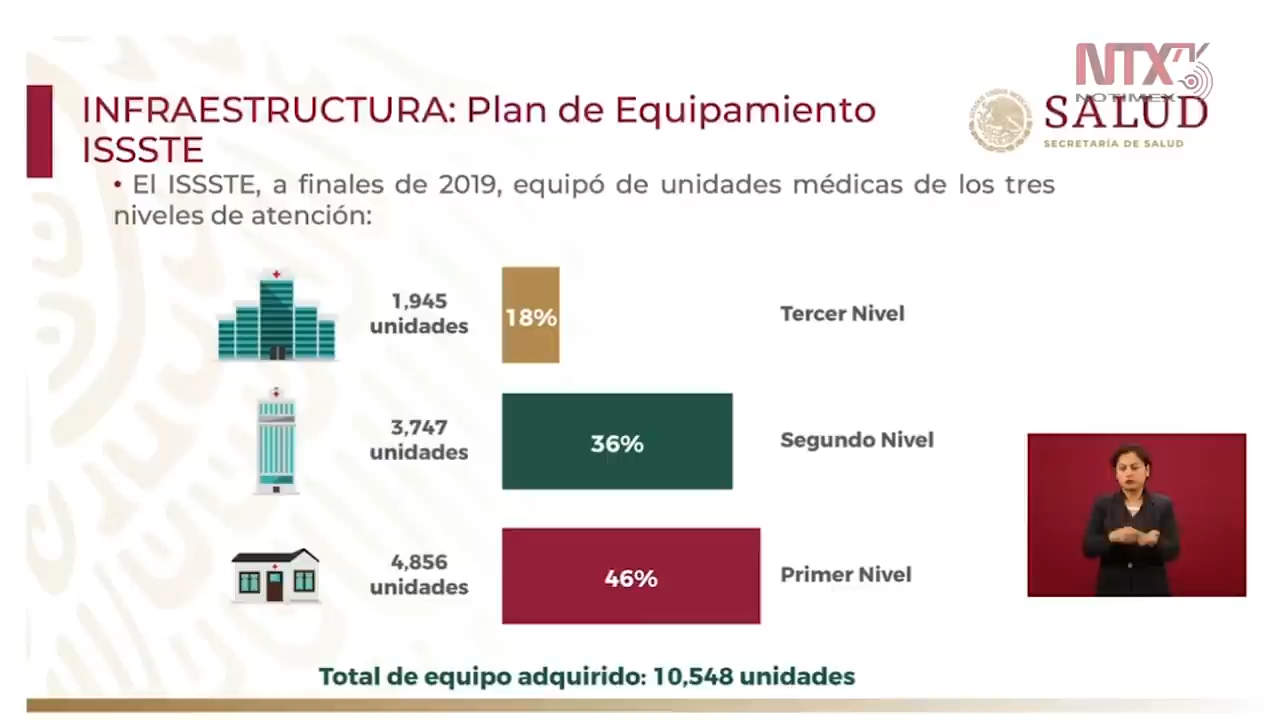 NTX
NOTIMEX
INFRAESTRUCTURA: Plan de Equipamiento
ISSSTE
SALUD
SECRETARÍA DE SALUD
• El ISSSTE, a finales de 2019, equipó de unidades médicas de los tres
niveles de atención:
1,945
unidades
18%
Tercer Nivel
3,747
unidades
36%
Segundo Nivel
4,856
unidades
46%
Primer Nivel
Total de equipo adquirido: 10,548 unidades